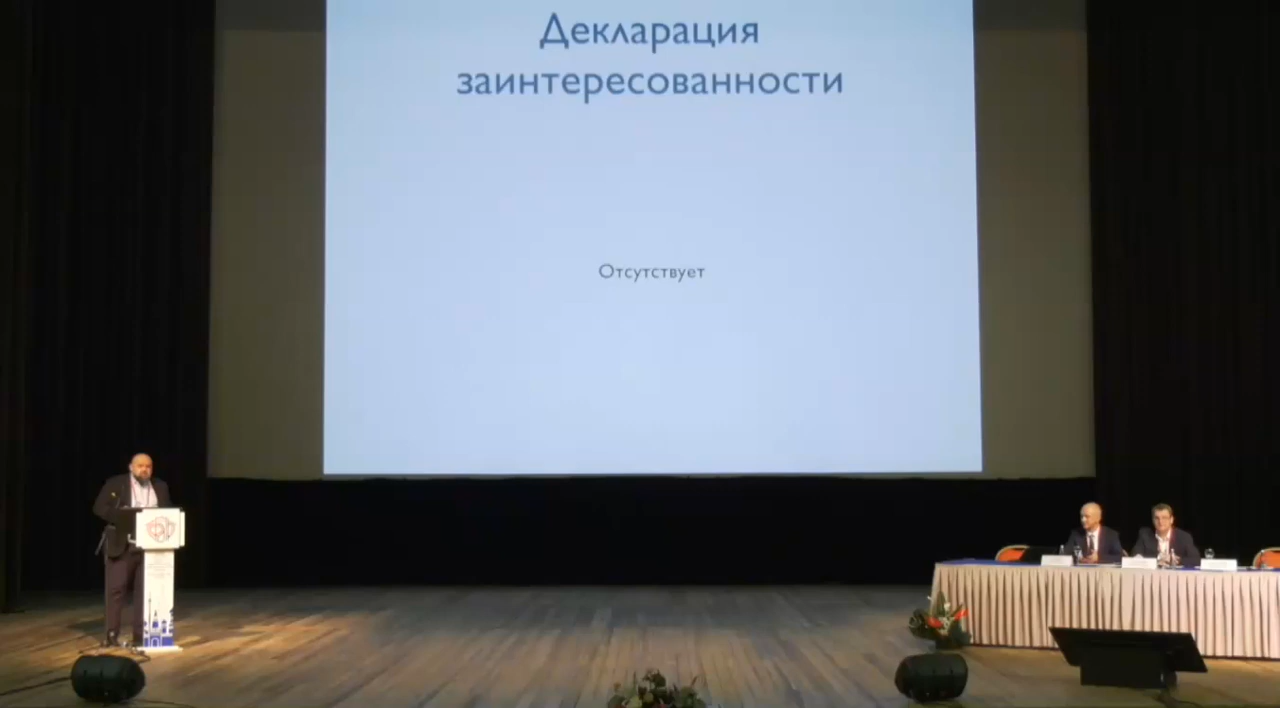 Декларация
заинтересованности
Отсутствует